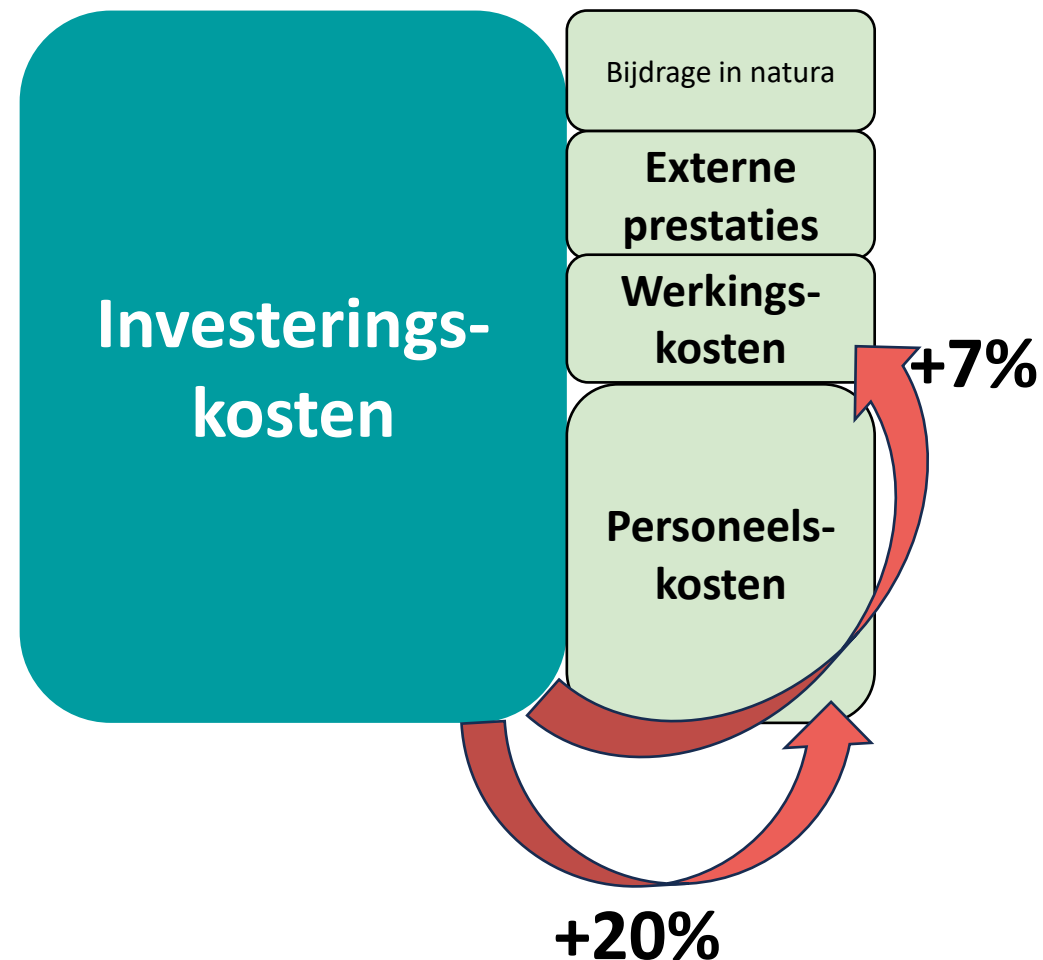 Investerings-
kosten
Bijdrage in natura
Externe
prestaties
Werkings-
kosten
+7%
Personeels-
kosten
+20%